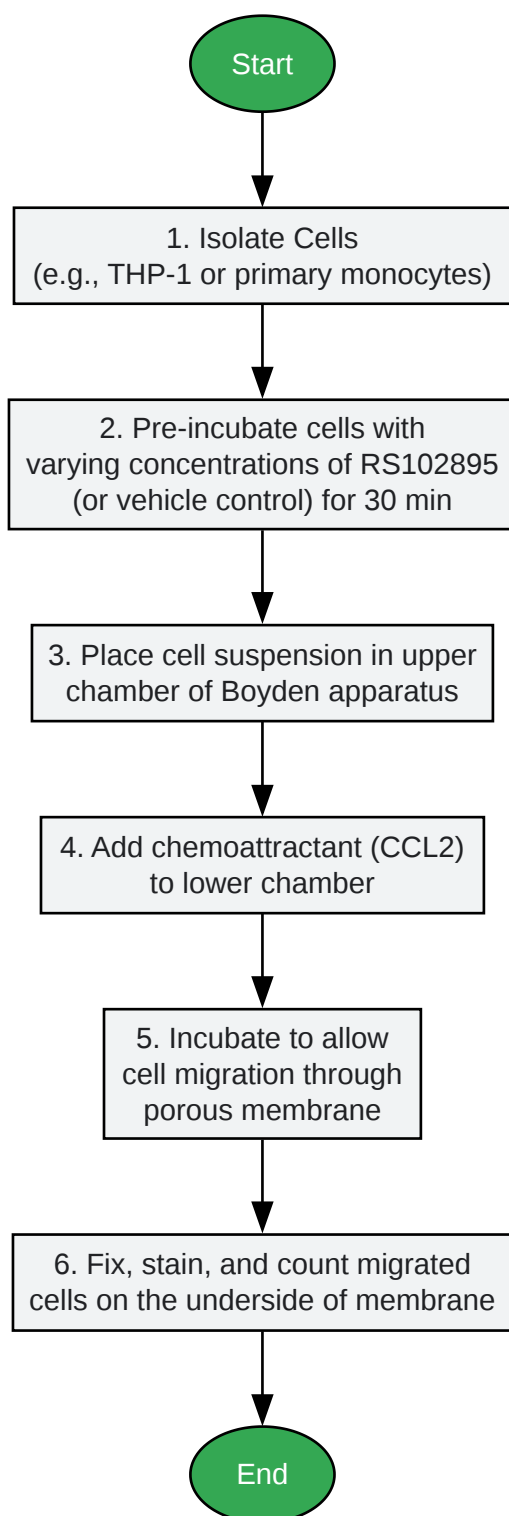 Start
1. Isolate Cells
(e.g., THP-1 or primary monocytes)
2. Pre-incubate cells with
varying concentrations of RS102895
(or vehicle control) for 30 min
3. Place cell suspension in upper
chamber of Boyden apparatus
4. Add chemoattractant (CCL2)
to lower chamber
5. Incubate to allow
cell migration through
porous membrane
6. Fix, stain, and count migrated
cells on the underside of membrane
End